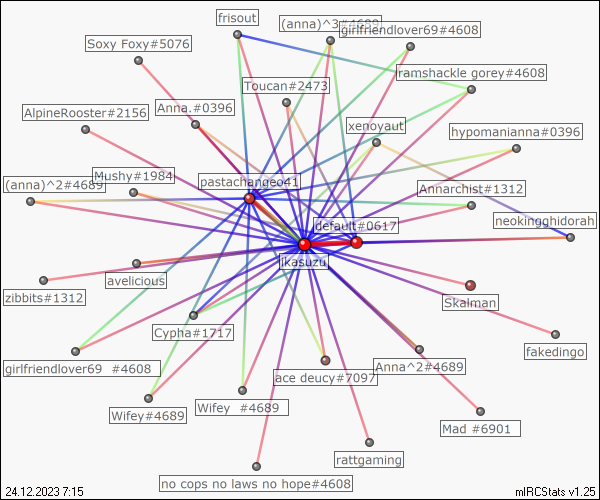 frisout
(anna)^3#4689
girlfriendlover69#4608
Soxy Foxy#5076
ramshackle gorey#4608
Toucan#2473
AlpineRooster#2156
Anna.#0396
xenoyaut
hypomanianna#0396
Mushy#1984
pastachangeo41
(anna)^2#4689
Annarchist#1312
default#0617
neokingghidorah
jkasuzu
avelicious
zibbits#1312
Skalman
Cypha#1717
fakedingo
girlfriendlover69 #4608
Anna^2#4689
ace deucy#7097
Wifey#4689
Wifey #4689
Mad #6901
rattgaming
no cops no laws no hope#4608
24.12.2023 7:15
mIRCStats v1.25